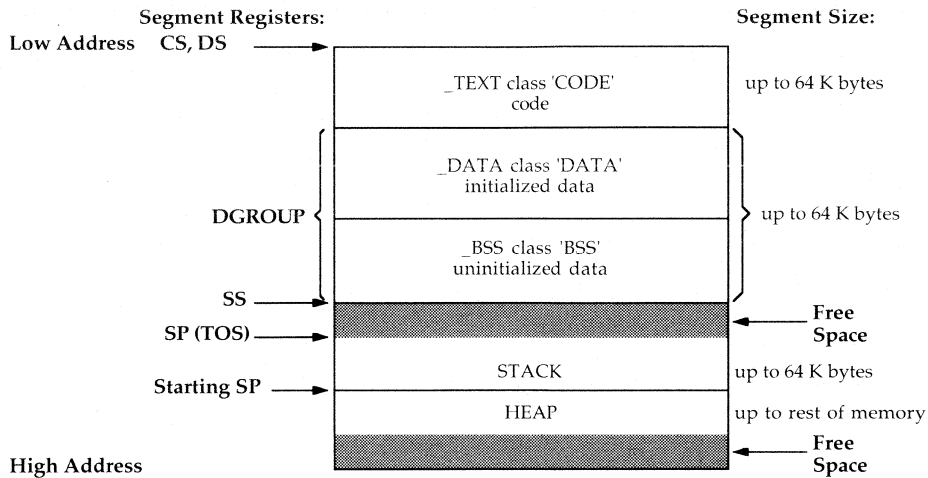 Segment Registers:
Segment Size:
Low Address CS, DS
_TEXT class 'CODE'
code
up to 64 K bytes
_DATA class 'DATA'
initialized data
DGROUP
up to 64 K bytes
_BSS class 'BSS'
uninitialized data
SS
Free
Space
SP (TOS)
STACK
up to 64 K bytes
Starting SP
HEAP
up to rest of memory
Free
Space
High Address